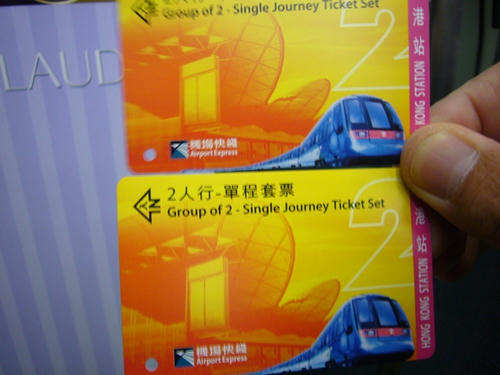 LAUD
Group of 2 - Single Journey Ticket Set
2
機場快綫
Airport Express
港站
KONG STATION
IN
2人行-單程套票
Group of 2 - Single Journey Ticket Set
2
機場快綫
Airport Express
港站
HONG KONG STATION